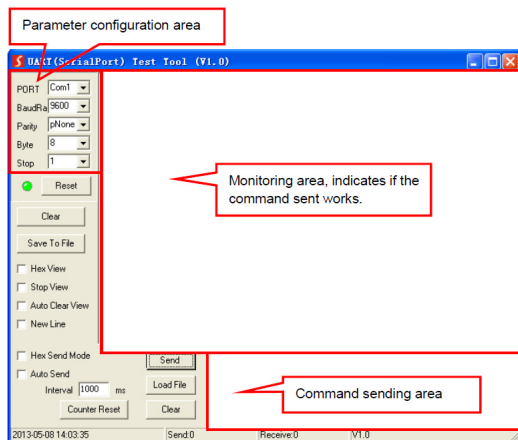 Parameter configuration area
UART(SerialPort) Test Tool (V1.0)
PORT Com1
BaudRa 9600
Parity pNone
Byte 8
Stop 1
Reset
Monitoring area, indicates if the
command sent works.
Clear
Save To File
Hex View
Stop View
Auto Clear View
New Line
Hex Send Mode
Send
Auto Send
Interval 1000 ms
Load File
Command sending area
Counter Reset
Clear
2013-05-08 14:03:35 Send:0 Receive:0 V1.0